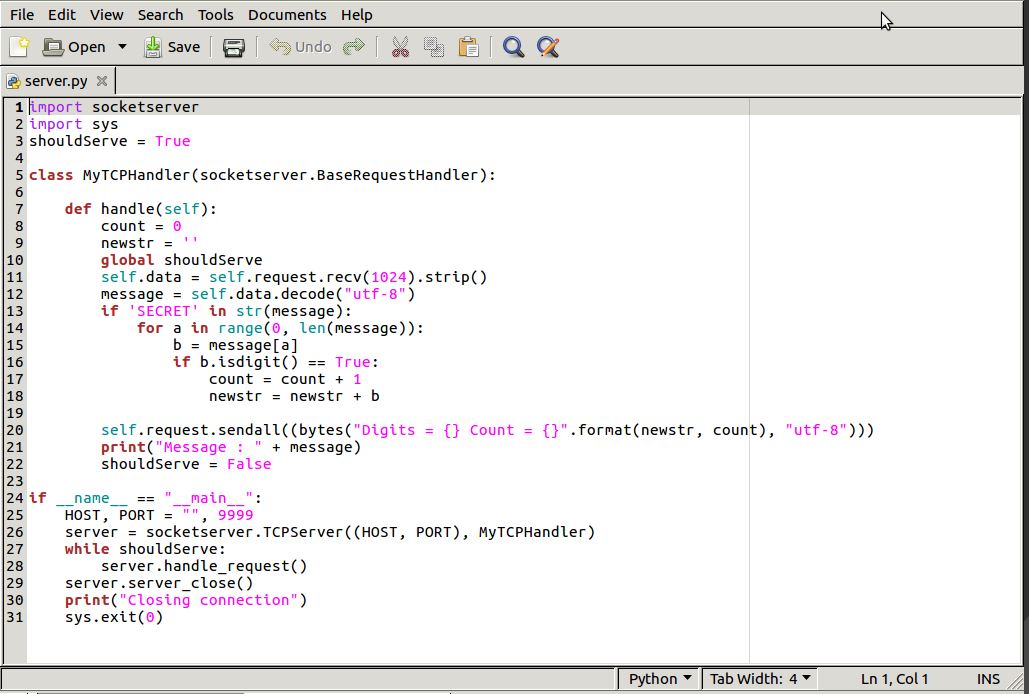 File Edit View Search Tools Documents Help
Open Save Undo
server.py
1 import socketserver
2 import sys
3 shouldServe = True
4
5 class MyTCPHandler(socketserver.BaseRequestHandler):
6
7     def handle(self):
8         count = 0
9         newstr = ''
10         global shouldServe
11         self.data = self.request.recv(1024).strip()
12         message = self.data.decode("utf-8")
13         if 'SECRET' in str(message):
14             for a in range(0, len(message)):
15                 b = message[a]
16                 if b.isdigit() == True:
17                     count = count + 1
18                     newstr = newstr + b
19
20         self.request.sendall((bytes("Digits = {} Count = {}".format(newstr, count), "utf-8")))
21         print("Message : " + message)
22         shouldServe = False
23
24 if __name__ == "__main__":
25     HOST, PORT = "", 9999
26     server = socketserver.TCPServer((HOST, PORT), MyTCPHandler)
27     while shouldServe:
28         server.handle_request()
29     server.server_close()
30     print("Closing connection")
31     sys.exit(0)
Python Tab Width: 4 Ln 1, Col 1 INS